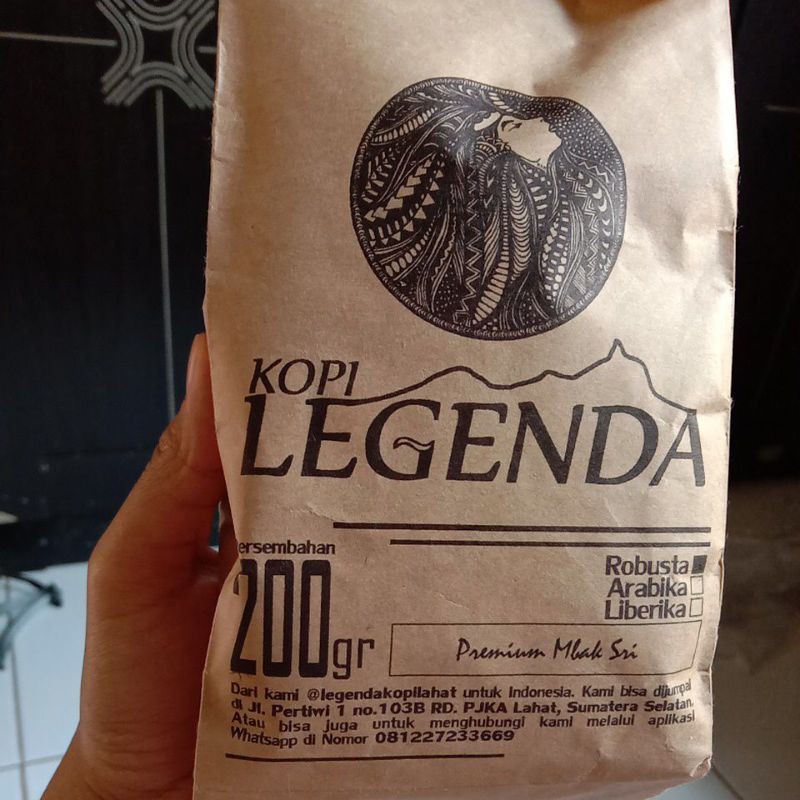 KOPI
LEGENDA
ersembahan
200gr
Robusta
Arabika
Liberika
Premium Mbak Sri
Dari kami @legendakopilahat untuk Indonesia. Kami bisa dijumpai
di Jl. Pertiwi 1 no.103B RD. PJKA Lahat, Sumatera Selatan.
Atau bisa juga untuk menghubungi kami melalui aplikasi
Whatsapp di Nomor 081227233669